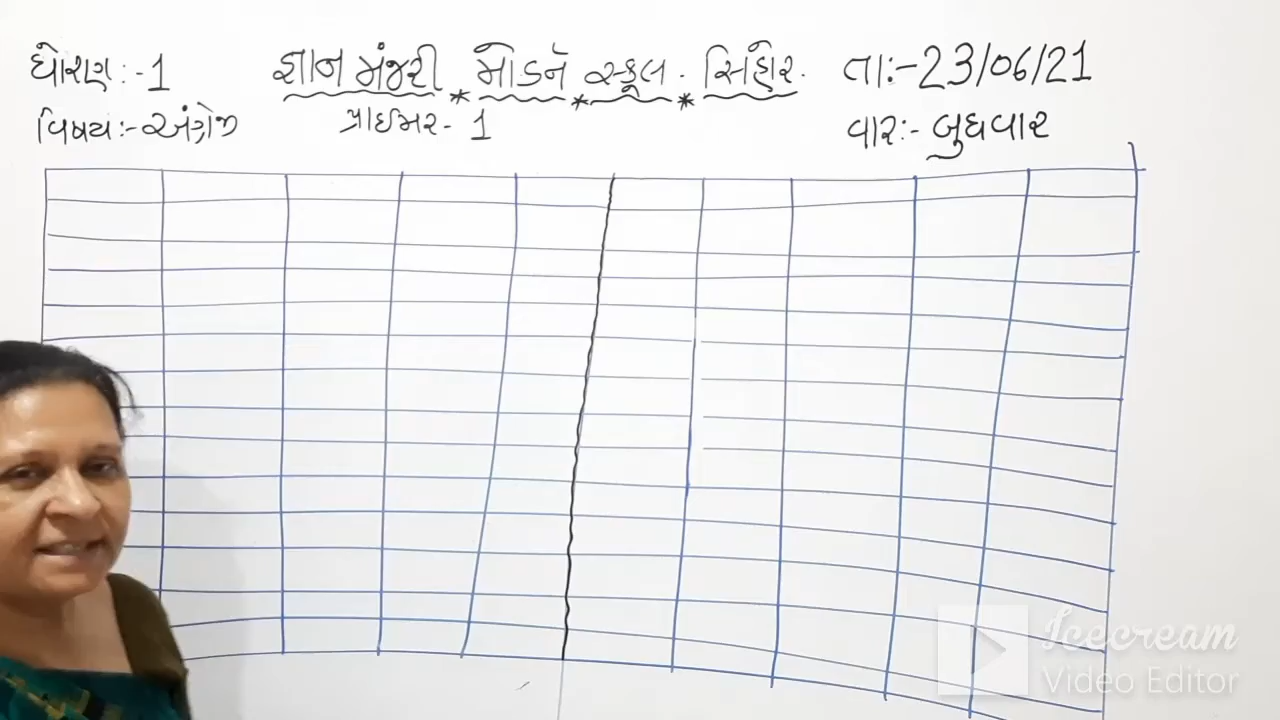 ધોરણ:-1
જ્ઞાન મંજરી * મોડર્ન * સ્કૂલ * સિહોર.
તા:-23/06/21
વિષય:-અંગ્રેજી
પ્રાઇમર-1
વાર:-બુધવાર
Icecream
Video Editor